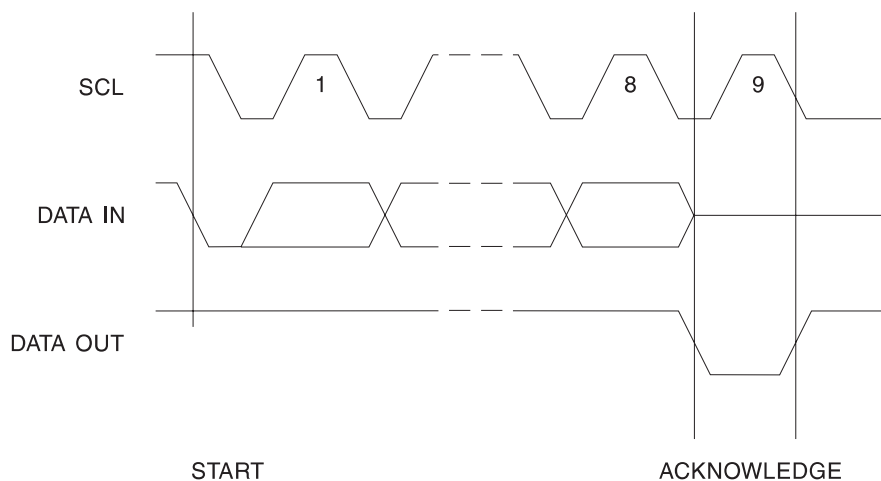 SCL
1
8
9
DATA IN
DATA OUT
START
ACKNOWLEDGE